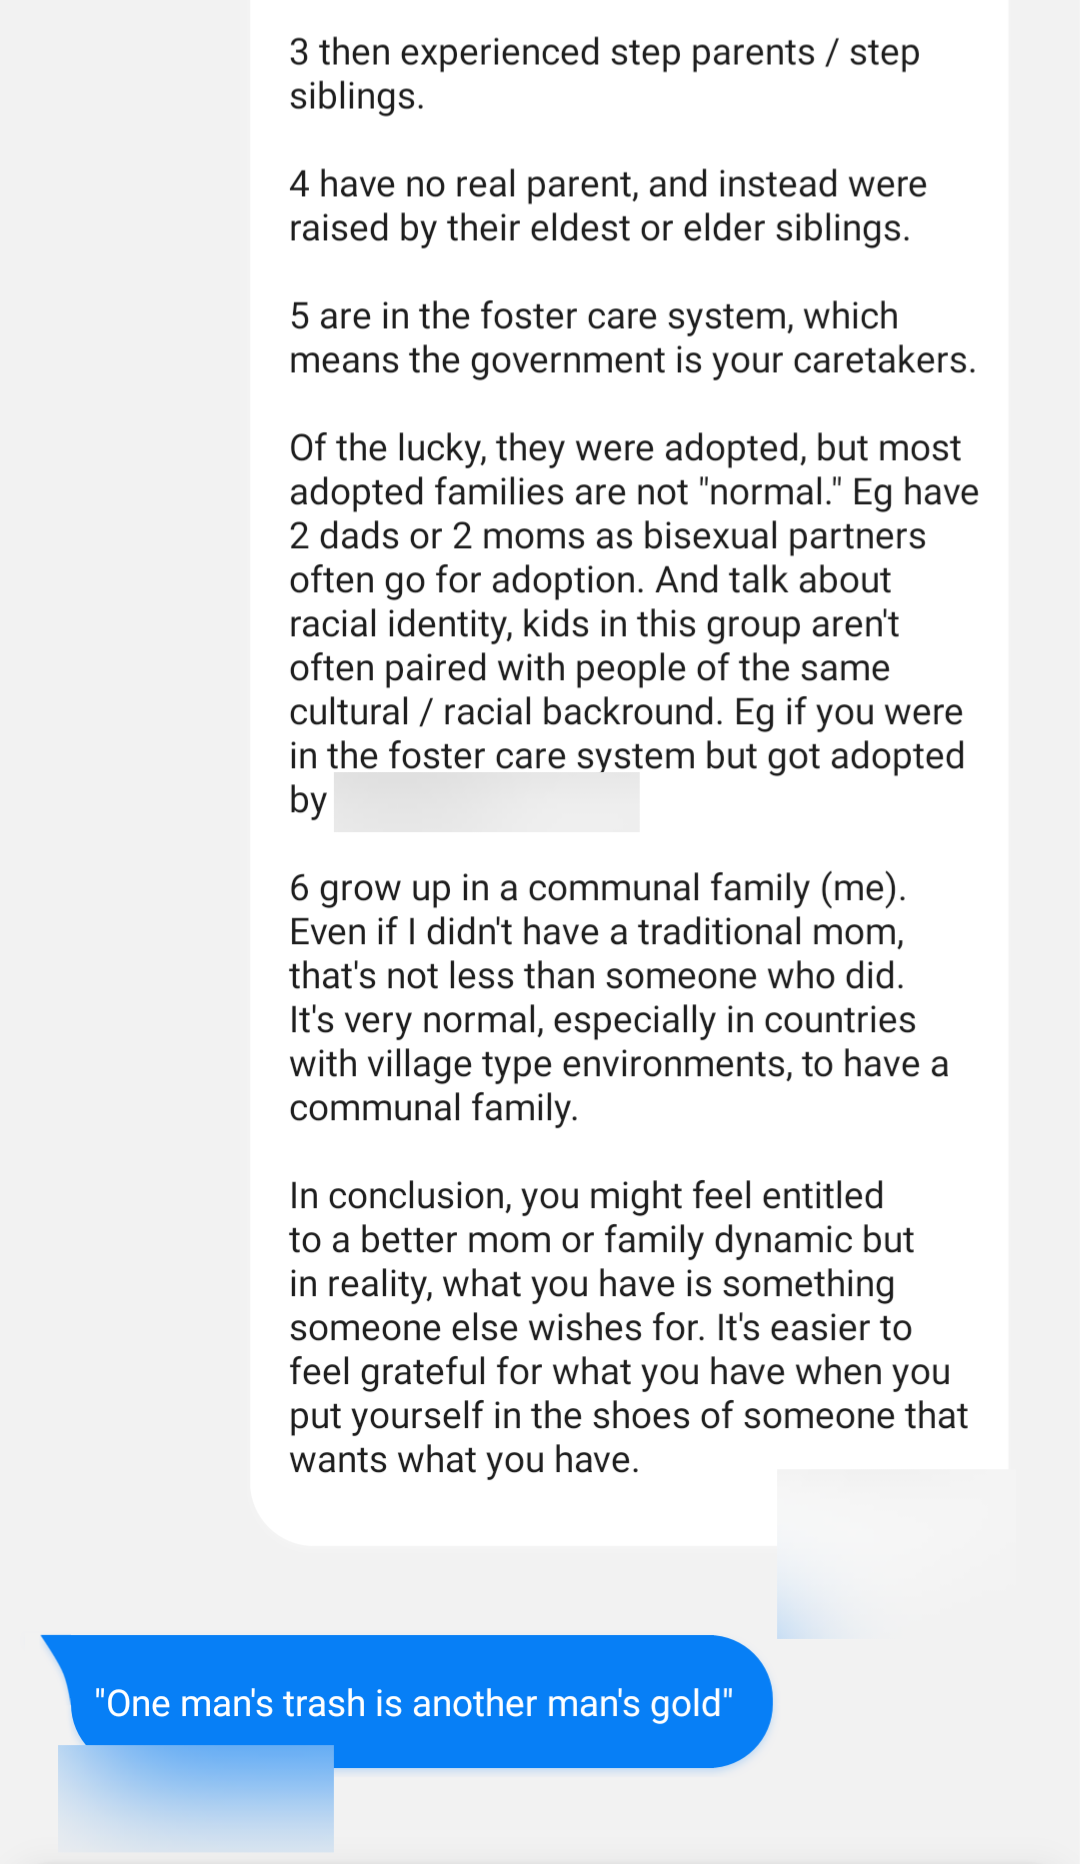 3 then experienced step parents / step
siblings.
4 have no real parent, and instead were
raised by their eldest or elder siblings.
5 are in the foster care system, which
means the government is your caretakers.
Of the lucky, they were adopted, but most
adopted families are not "normal." Eg have
2 dads or 2 moms as bisexual partners
often go for adoption. And talk about
racial identity, kids in this group aren't
often paired with people of the same
cultural / racial backround. Eg if you were
in the foster care system but got adopted
by
6 grow up in a communal family (me).
Even if I didn't have a traditional mom,
that's not less than someone who did.
It's very normal, especially in countries
with village type environments, to have a
communal family.
In conclusion, you might feel entitled
to a better mom or family dynamic but
in reality, what you have is something
someone else wishes for. It's easier to
feel grateful for what you have when you
put yourself in the shoes of someone that
wants what you have.
"One man's trash is another man's gold"